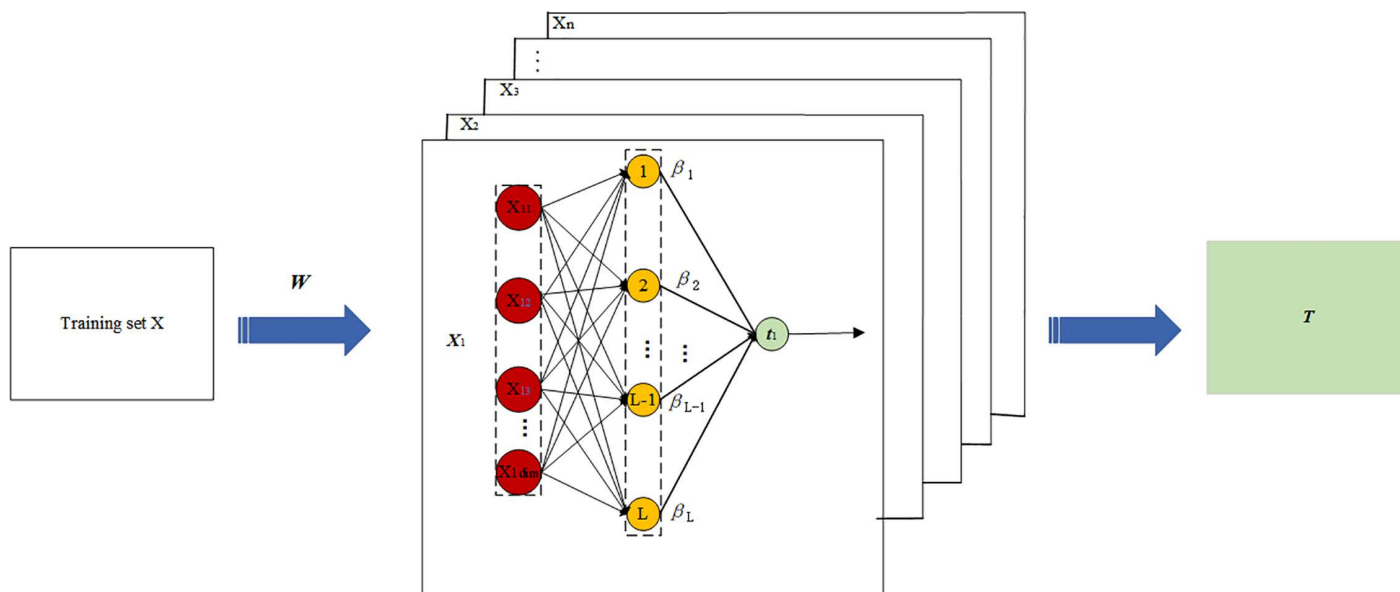 Xn
⋮
X3
X2
1
β1
X11
W
2
β2
X12
Training set X
X1
⋮ ⋮
t1
T
X13
L-1
βL-1
⋮
X1dim
L
βL